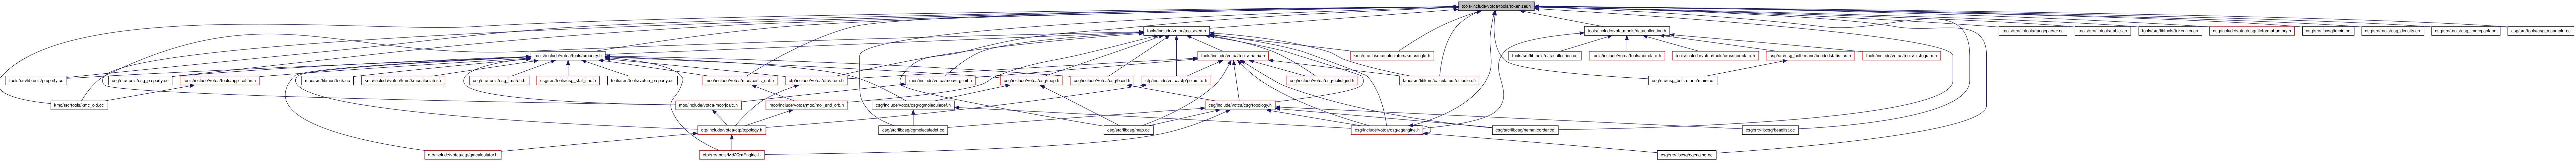 tools/include/votca/tools/tokenizer.h
tools/include/votca/tools/vec.h
tools/include/votca/tools/datacollection.h
tools/src/libtools/rangeparser.cc
tools/src/libtools/table.cc
tools/src/libtools/tokenizer.cc
csg/include/votca/csg/fileformatfactory.h
csg/src/libcsg/imcio.cc
csg/src/tools/csg_density.cc
csg/src/tools/csg_imcrepack.cc
csg/src/tools/csg_resample.cc
tools/include/votca/tools/property.h
tools/include/votca/tools/matrix.h
kmc/src/libkmc/calculators/kmcsingle.h
tools/src/libtools/datacollection.cc
tools/include/votca/tools/correlate.h
tools/include/votca/tools/crosscorrelate.h
csg/src/csg_boltzmann/bondedstatistics.h
tools/include/votca/tools/histogram.h
tools/src/libtools/property.cc
csg/src/tools/csg_property.cc
tools/include/votca/tools/application.h
moo/src/libmoo/fock.cc
kmc/include/votca/kmc/kmccalculator.h
csg/src/tools/csg_fmatch.h
csg/src/tools/csg_stat_imc.h
tools/src/tools/votca_property.cc
moo/include/votca/moo/basis_set.h
ctp/include/votca/ctp/atom.h
moo/include/votca/moo/crgunit.h
csg/include/votca/csg/map.h
csg/include/votca/csg/bead.h
ctp/include/votca/ctp/polarsite.h
csg/include/votca/csg/nblistgrid.h
kmc/src/libkmc/calculators/diffusion.h
csg/src/csg_boltzmann/main.cc
kmc/src/tools/kmc_old.cc
moo/include/votca/moo/jcalc.h
moo/include/votca/moo/mol_and_orb.h
csg/include/votca/csg/cgmoleculedef.h
csg/include/votca/csg/topology.h
ctp/include/votca/ctp/topology.h
csg/src/libcsg/cgmoleculedef.cc
csg/src/libcsg/map.cc
csg/include/votca/csg/cgengine.h
csg/src/libcsg/nematicorder.cc
csg/src/libcsg/beadlist.cc
ctp/include/votca/ctp/qmcalculator.h
ctp/src/tools/Md2QmEngine.h
csg/src/libcsg/cgengine.cc